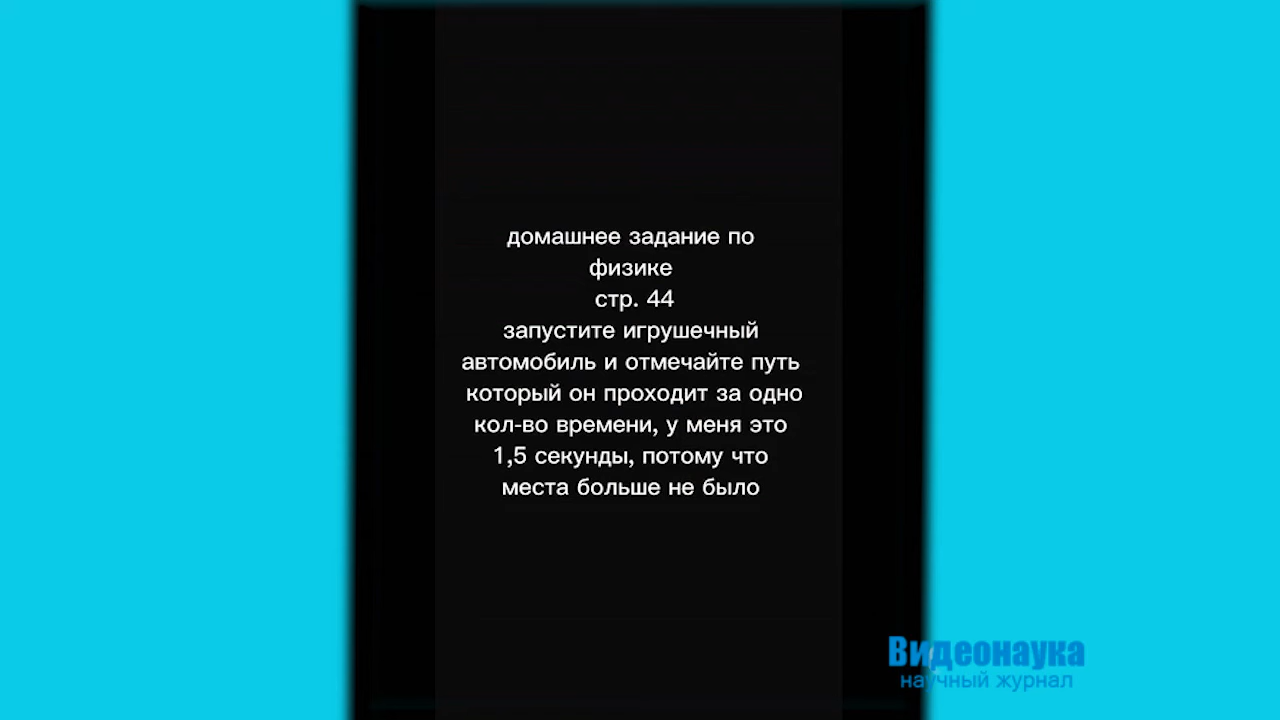 домашнее задание по
физике
стр. 44
запустите игрушечный
автомобиль и отмечайте путь
который он проходит за одно
кол-во времени, у меня это
1,5 секунды, потому что
места больше не было
Видеонаука
научный журнал